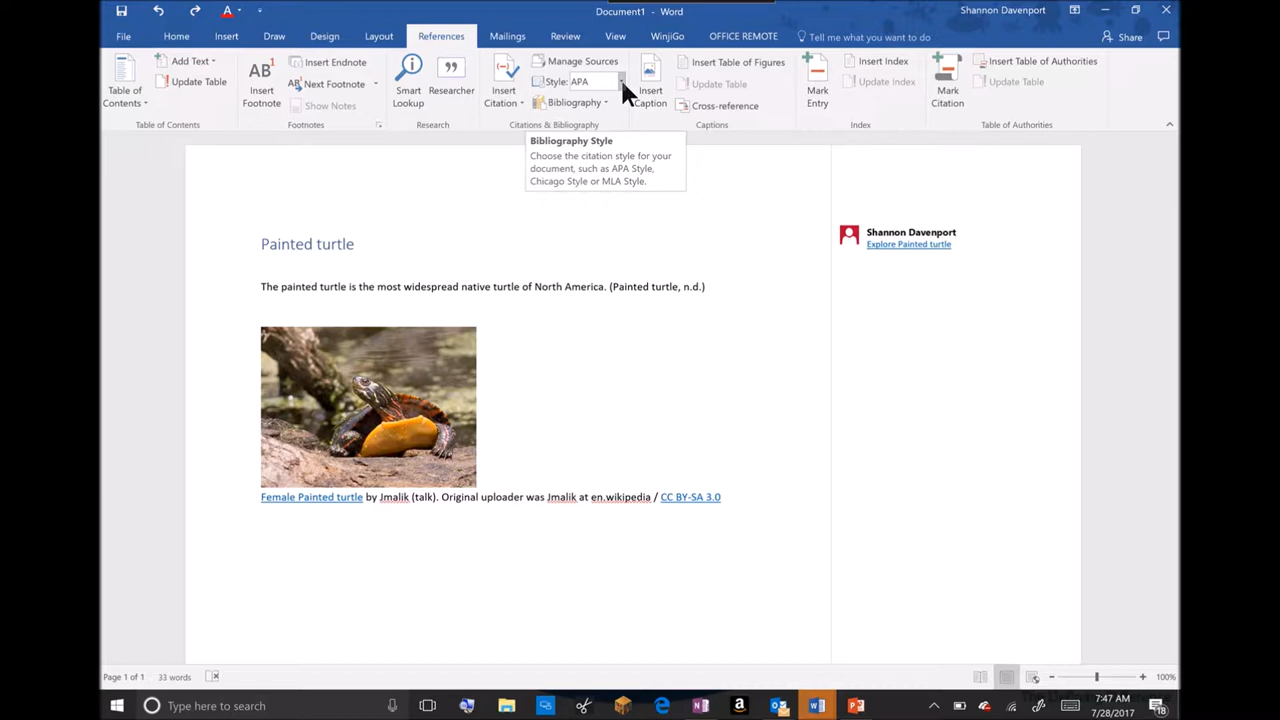 Document1 - Word
Shannon Davenport
File Home Insert Draw Design Layout References Mailings Review View WinjiGo OFFICE REMOTE Tell me what you want to do Share
Table of Contents
Add Text
Update Table
Table of Contents
AB1
Insert Footnote
Insert Endnote
Next Footnote
Show Notes
Footnotes
Smart Lookup
Researcher
Research
Insert Citation
Manage Sources
Style: APA
Bibliography
Citations & Bibliography
Insert Caption
Insert Table of Figures
Update Table
Cross-reference
Captions
Mark Entry
Insert Index
Update Index
Index
Mark Citation
Insert Table of Authorities
Update Table
Table of Authorities
Bibliography Style
Choose the citation style for your
document, such as APA Style,
Chicago Style or MLA Style.
Painted turtle
The painted turtle is the most widespread native turtle of North America. (Painted turtle, n.d.)
Female Painted turtle by Jmalik (talk). Original uploader was Jmalik at en.wikipedia / CC BY-SA 3.0
Shannon Davenport
Explore Painted turtle
Page 1 of 1 33 words
100%
Type here to search
7:47 AM
7/28/2017
18